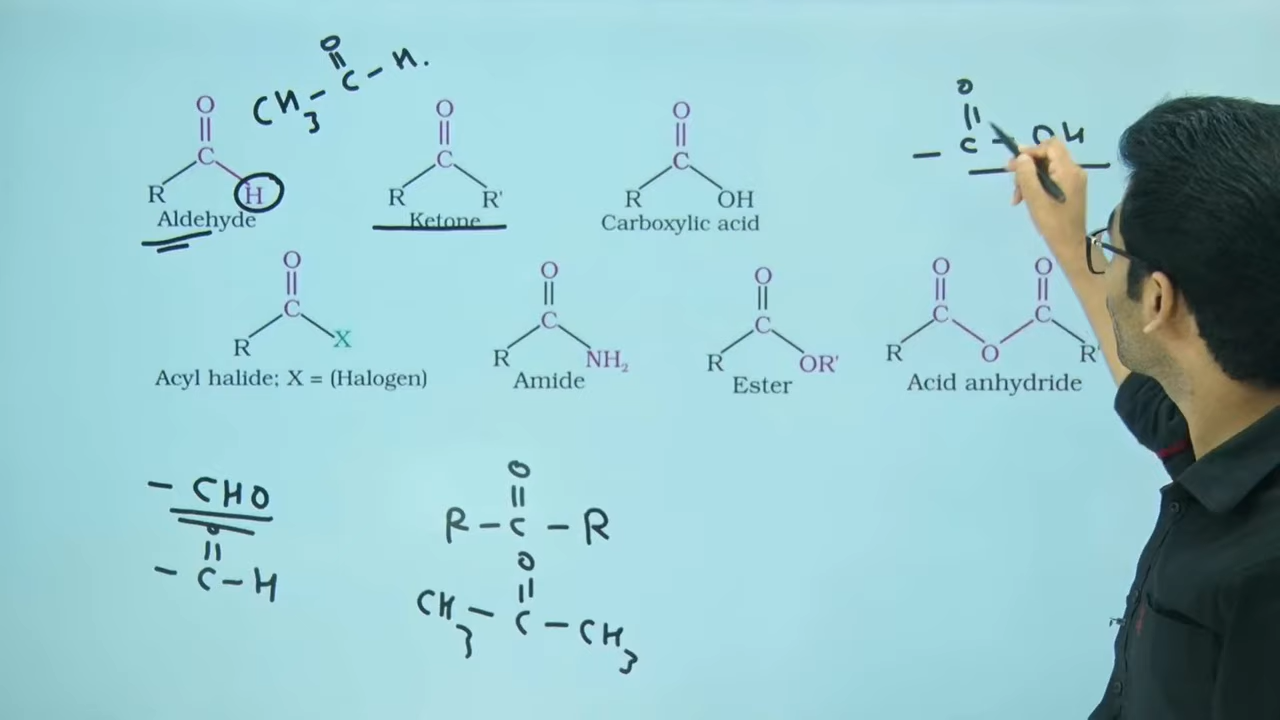 O
CH3 - C - H.
O
R C H
Aldehyde
O
R C R'
Ketone
O
R C OH
Carboxylic acid
O
- C - OH
O
R C X
Acyl halide; X = (Halogen)
O
R C NH₂
Amide
O
R C OR'
Ester
O O
R C O C R'
Acid anhydride
- CHO
O
- C - H
O
R - C - R
O
CH3 - C - CH3